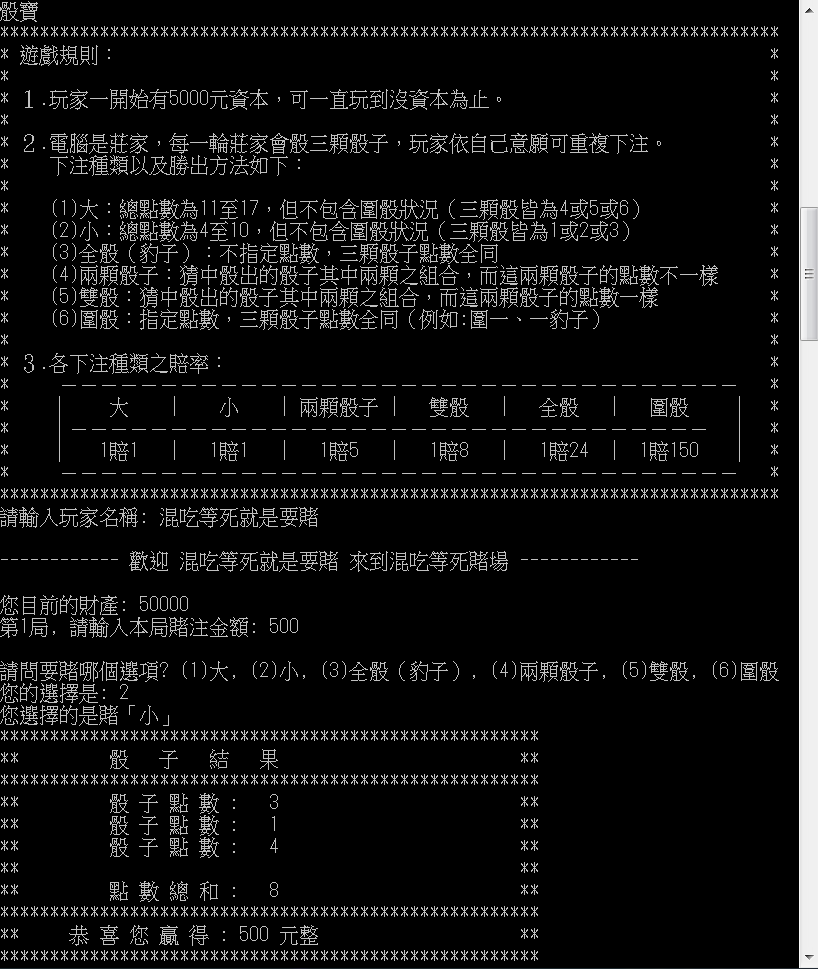 骰寶
******************************************************************************
* 遊戲規則： *
* *
* １.玩家一開始有5000元資本，可一直玩到沒資本為止。 *
* *
* ２.電腦是莊家，每一輪莊家會骰三顆骰子，玩家依自己意願可重複下注。 *
* 下注種類以及勝出方法如下： *
* *
* (1)大：總點數為11至17，但不包含圍骰狀況（三顆骰皆為4或5或6） *
* (2)小：總點數為4至10，但不包含圍骰狀況（三顆骰皆為1或2或3） *
* (3)全骰（豹子）：不指定點數，三顆骰子點數全同 *
* (4)兩顆骰子：猜中骰出的骰子其中兩顆之組合，而這兩顆骰子的點數不一樣 *
* (5)雙骰：猜中骰出的骰子其中兩顆之組合，而這兩顆骰子的點數一樣 *
* (6)圍骰：指定點數，三顆骰子點數全同（例如:圍一、一豹子） *
* *
* ３.各下注種類之賠率： *
* －－－－－－－－－－－－－－－－－－－－－－－－－－－－－－－－－－ *
* ｜ 大 ｜ 小 ｜兩顆骰子｜ 雙骰 ｜ 全骰 ｜ 圍骰 ｜ *
* ｜－－－－－－－－－－－－－－－－－－－－－－－－－－－－－－－－ ｜ *
* ｜ 1賠1 ｜ 1賠1 ｜ 1賠5 ｜ 1賠8 ｜ 1賠24 ｜ 1賠150 ｜ *
* －－－－－－－－－－－－－－－－－－－－－－－－－－－－－－－－－－ *
******************************************************************************
請輸入玩家名稱: 混吃等死就是要賭
------------ 歡迎 混吃等死就是要賭 來到混吃等死賭場 ------------
您目前的財產: 50000
第1局, 請輸入本局賭注金額: 500
請問要賭哪個選項? (1)大, (2)小, (3)全骰（豹子）, (4)兩顆骰子, (5)雙骰, (6)圍骰
您的選擇是: 2
您選擇的是賭「小」
******************************************************
** 骰 子 結 果 **
******************************************************
** 骰 子 點 數 : 3 **
** 骰 子 點 數 : 1 **
** 骰 子 點 數 : 4 **
** **
** 點 數 總 和 : 8 **
******************************************************
** 恭 喜 您 贏 得 : 500 元整 **
******************************************************